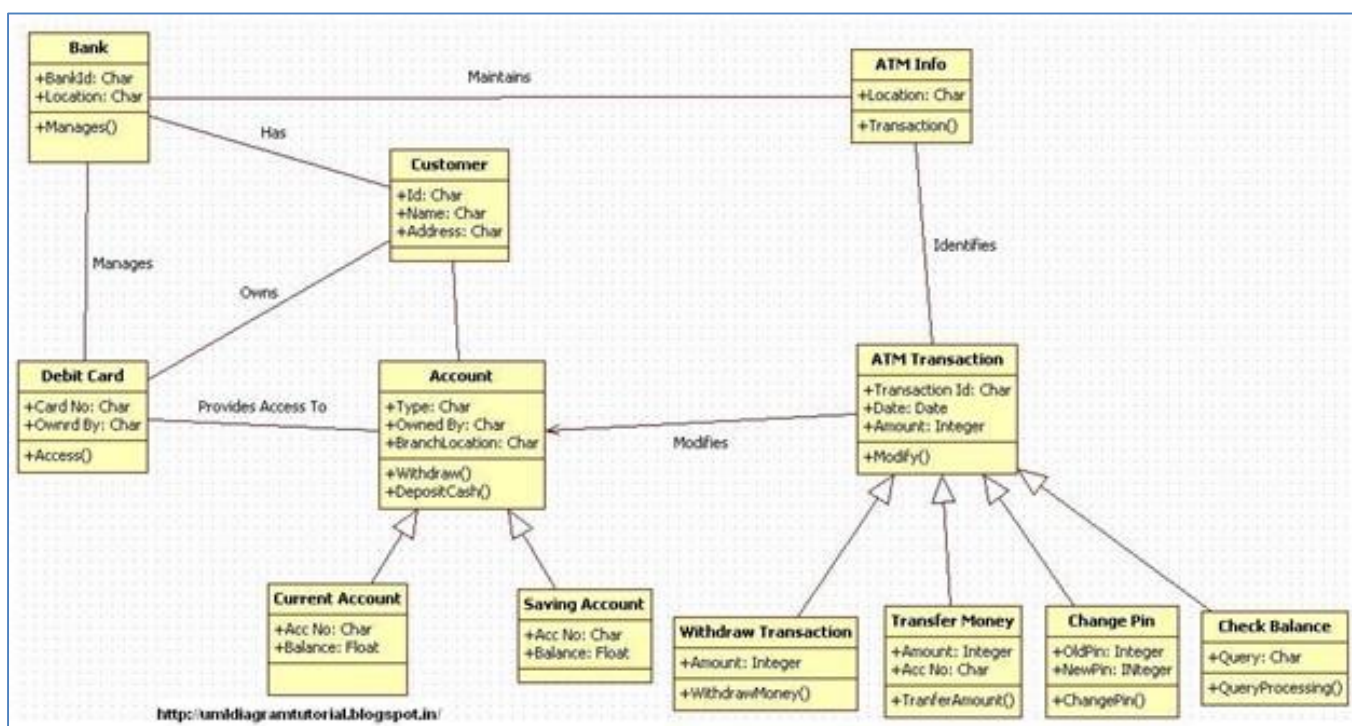 Bank
+BankId: Char
+Location: Char
+Manages()
Maintains
ATM Info
+Location: Char
+Transaction()
Has
Customer
+Id: Char
+Name: Char
+Address: Char
Manages
Owns
Identifies
Debit Card
+Card No: Char
+Ownrd By: Char
+Access()
Provides Access To
Account
+Type: Char
+Owned By: Char
+BranchLocation: Char
+Withdraw()
+DepositCash()
Modifies
ATM Transaction
+Transaction Id: Char
+Date: Date
+Amount: Integer
+Modify()
Current Account
+Acc No: Char
+Balance: Float
Saving Account
+Acc No: Char
+Balance: Float
Withdraw Transaction
+Amount: Integer
+WithdrawMoney()
Transfer Money
+Amount: Integer
+Acc No: Char
+TranferAmount()
Change Pin
+OldPin: Integer
+NewPin: INteger
+ChangePin()
Check Balance
+Query: Char
+QueryProcessing()
http://umldiagramtutorial.blogspot.in/